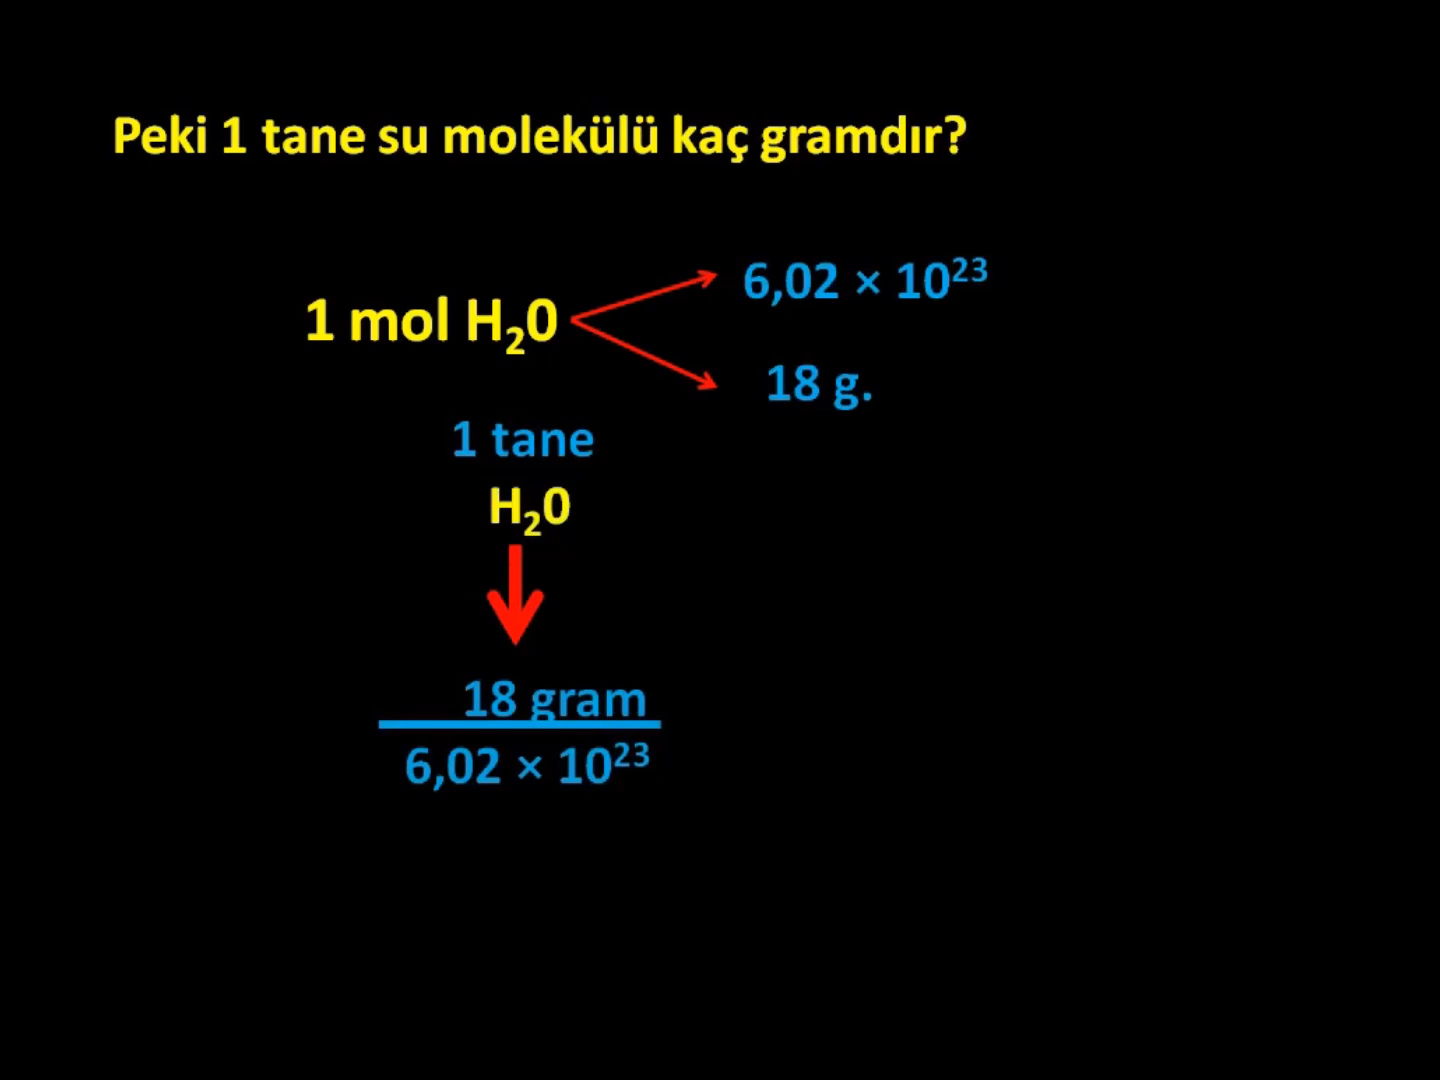 Peki 1 tane su molekülü kaç gramdır?
6,02 × 10²³
1 mol H₂0
18 g.
1 tane
H₂0
18 gram
6,02 × 10²³